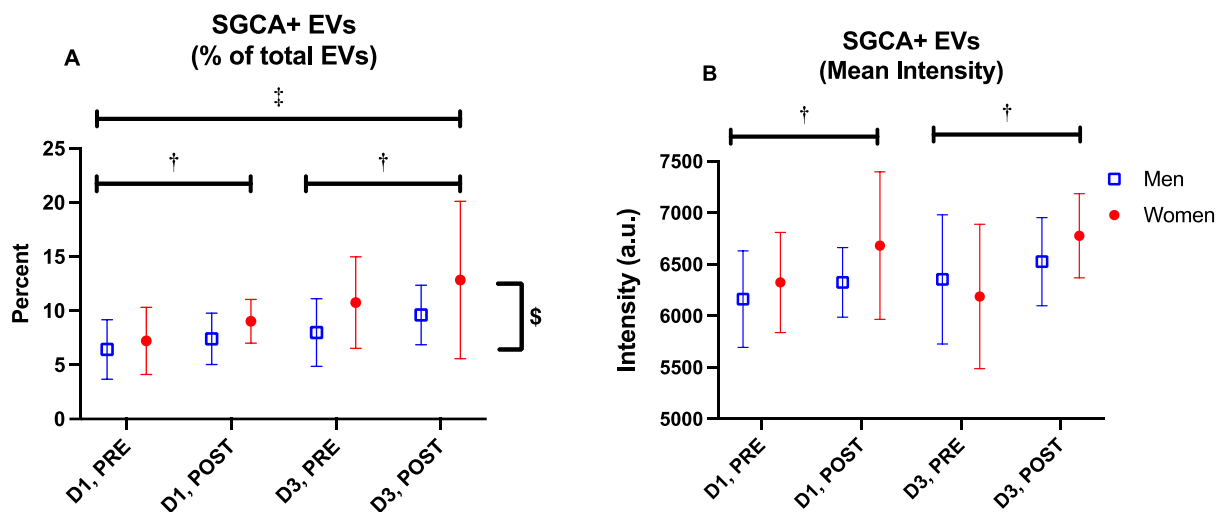 SGCA+ EVs
(% of total EVs)
A
‡
†
†
25
20
15
10
5
0
Percent
$
D1, PRE
D1, POST
D3, PRE
D3, POST
SGCA+ EVs
(Mean Intensity)
B
†
†
7500
7000
6500
6000
5500
5000
Intensity (a.u.)
D1, PRE
D1, POST
D3, PRE
D3, POST
Men
Women